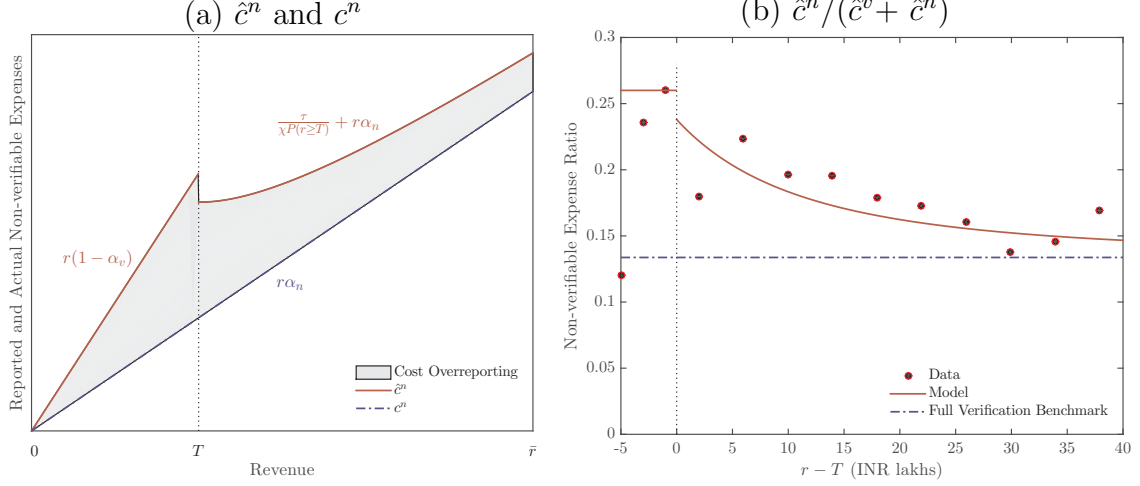 (a) ĉⁿ and cⁿ
Reported and Actual Non-verifiable Expenses
τ/(χP(r≥T)) + rαₙ
r(1 − αᵥ)
rαₙ
Cost Overreporting
ĉⁿ
cⁿ
0 T r̄
Revenue
(b) ĉⁿ/(ĉᵛ + ĉⁿ)
Non-verifiable Expense Ratio
0.3
0.25
0.2
0.15
0.1
0.05
0
Data
Model
Full Verification Benchmark
-5 0 5 10 15 20 25 30 35 40
r − T (INR lakhs)